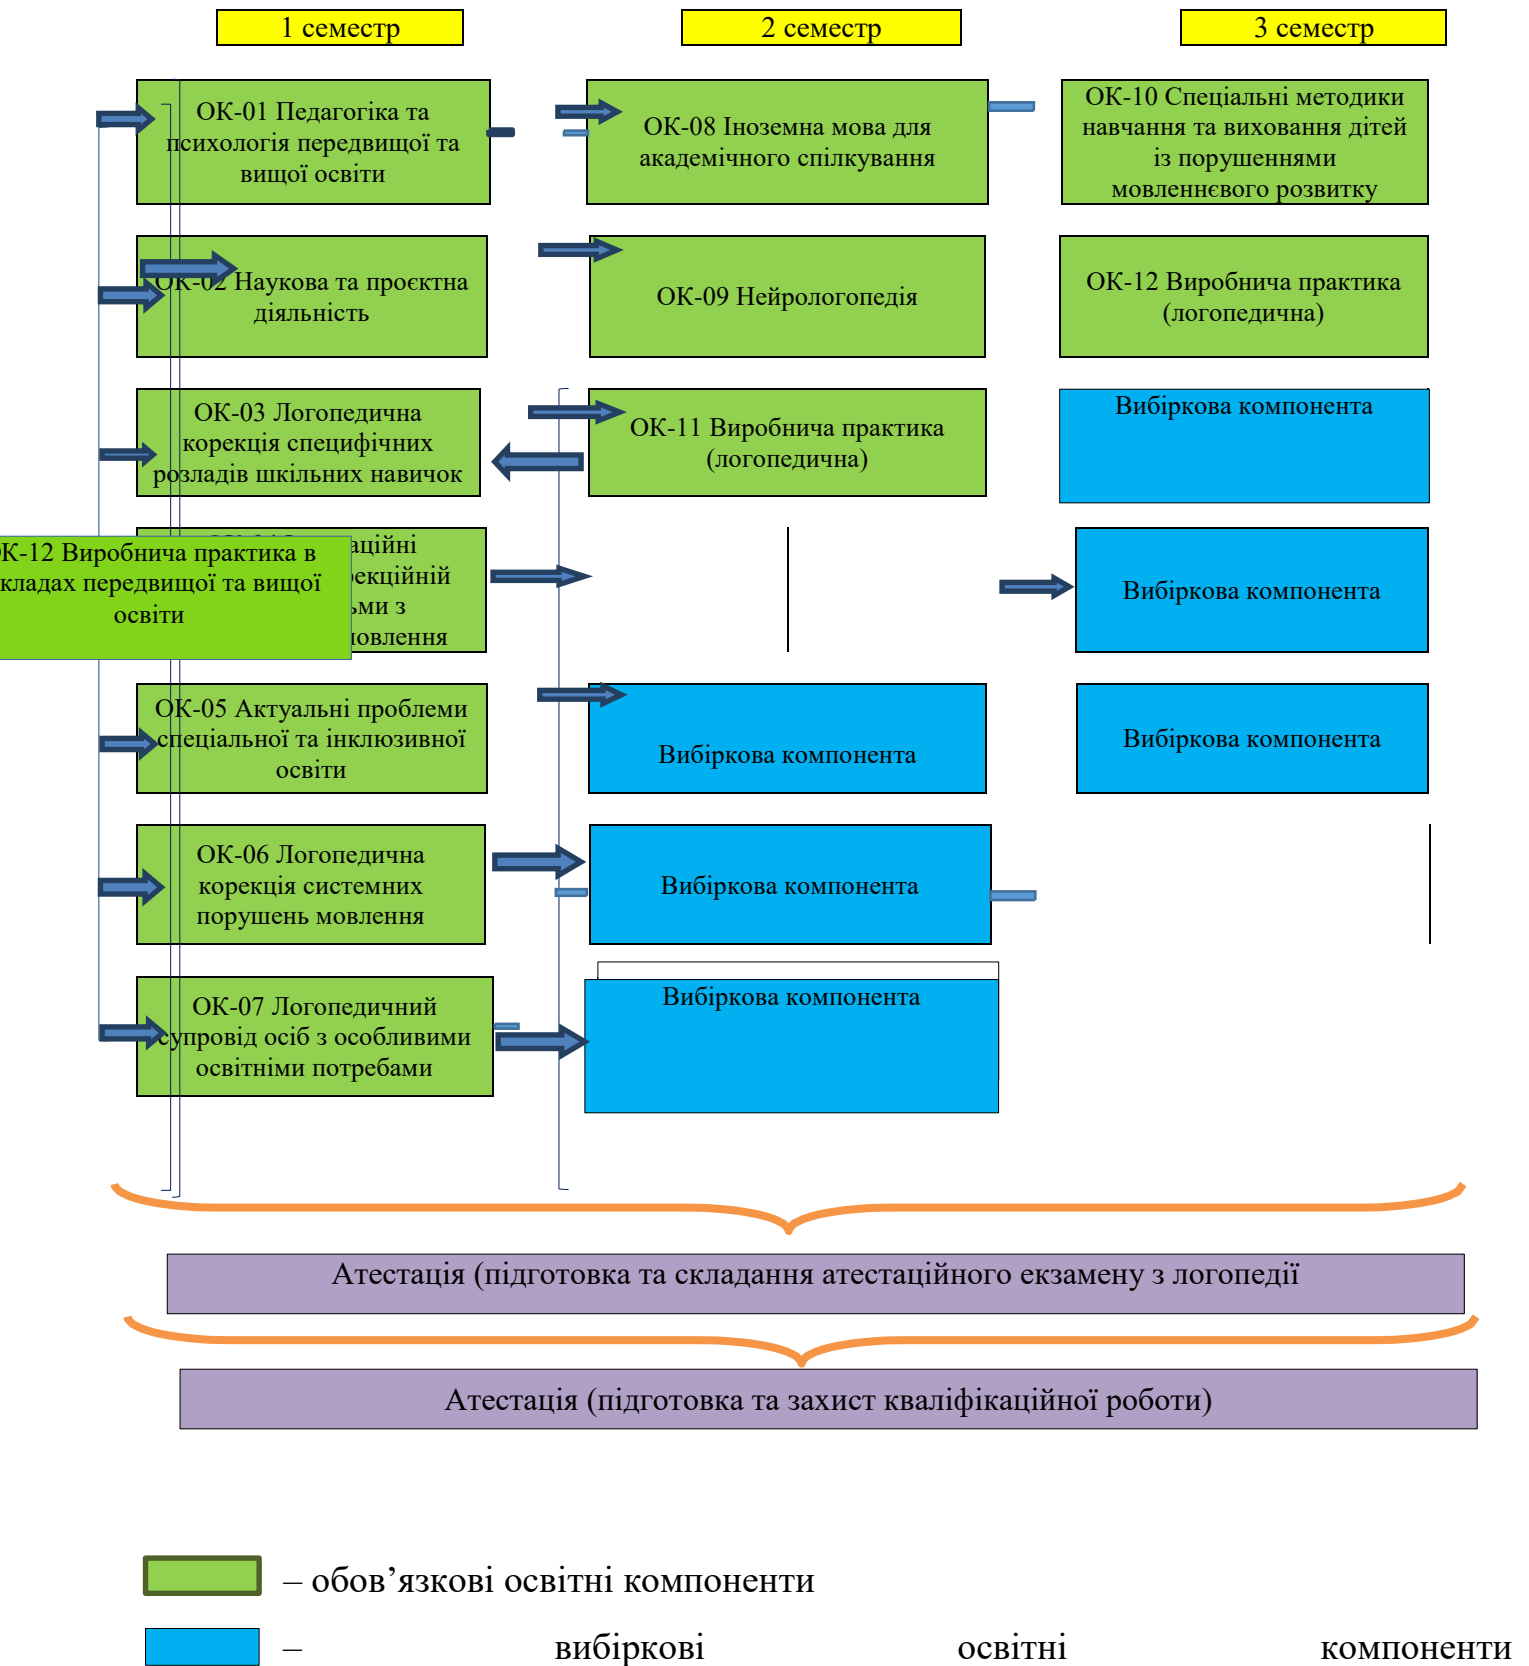 1 семестр
2 семестр
3 семестр
ОК-01 Педагогіка та
психологія передвищої та
вищої освіти
ОК-08 Іноземна мова для
академічного спілкування
ОК-10 Спеціальні методики
навчання та виховання дітей
із порушеннями
мовленнєвого розвитку
ОК-02 Наукова та проєктна
діяльність
ОК-09 Нейрологопедія
ОК-12 Виробнича практика
(логопедична)
ОК-03 Логопедична
корекція специфічних
розладів шкільних навичок
ОК-11 Виробнича практика
(логопедична)
Вибіркова компонента
К-12 Виробнича практика в
кладах передвищої та вищої
освіти
Вибіркова компонента
ОК-05 Актуальні проблеми
спеціальної та інклюзивної
освіти
Вибіркова компонента
Вибіркова компонента
ОК-06 Логопедична
корекція системних
порушень мовлення
Вибіркова компонента
ОК-07 Логопедичний
супровід осіб з особливими
освітніми потребами
Вибіркова компонента
Атестація (підготовка та складання атестаційного екзамену з логопедії
Атестація (підготовка та захист кваліфікаційної роботи)
– обов’язкові освітні компоненти
– вибіркові освітні компоненти